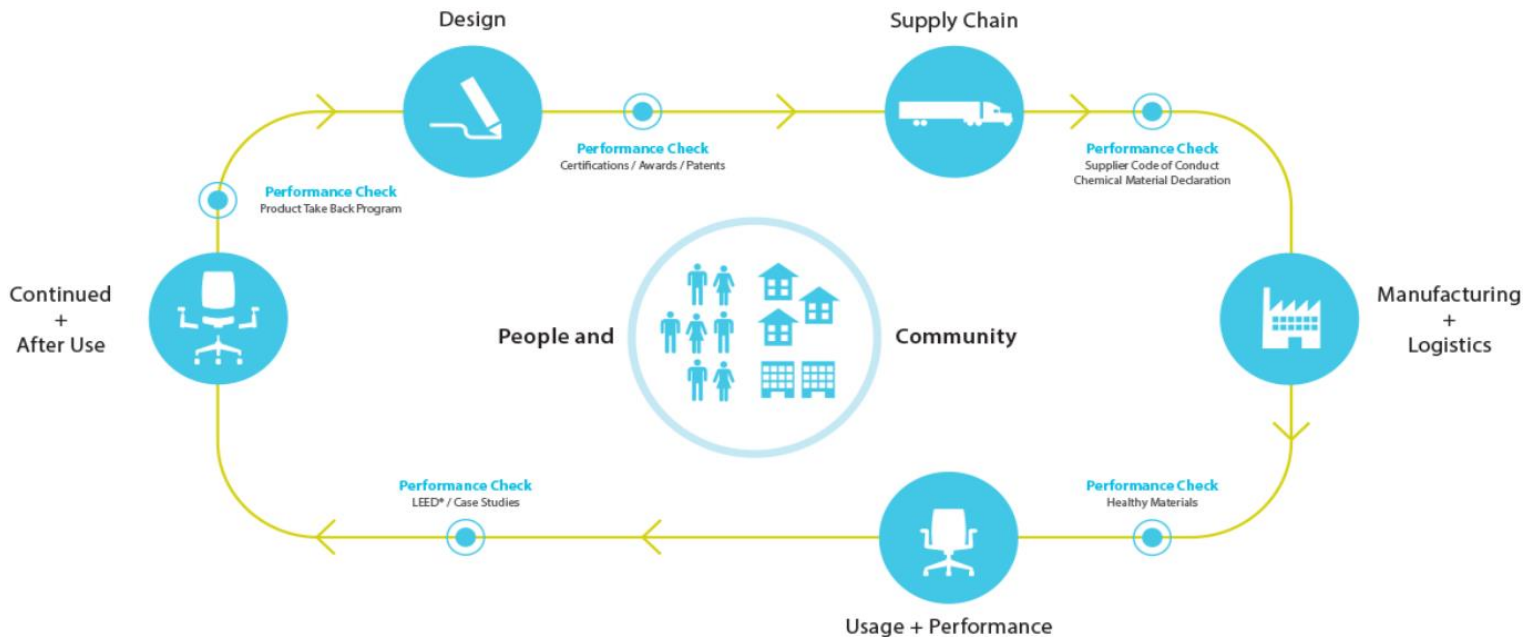 Design
Supply Chain
Performance Check
Certifications / Awards / Patents
Performance Check
Supplier Code of Conduct
Chemical Material Declaration
Performance Check
Product Take Back Program
Continued
+
After Use
People and
Community
Manufacturing
+
Logistics
Performance Check
LEED® / Case Studies
Performance Check
Healthy Materials
Usage + Performance